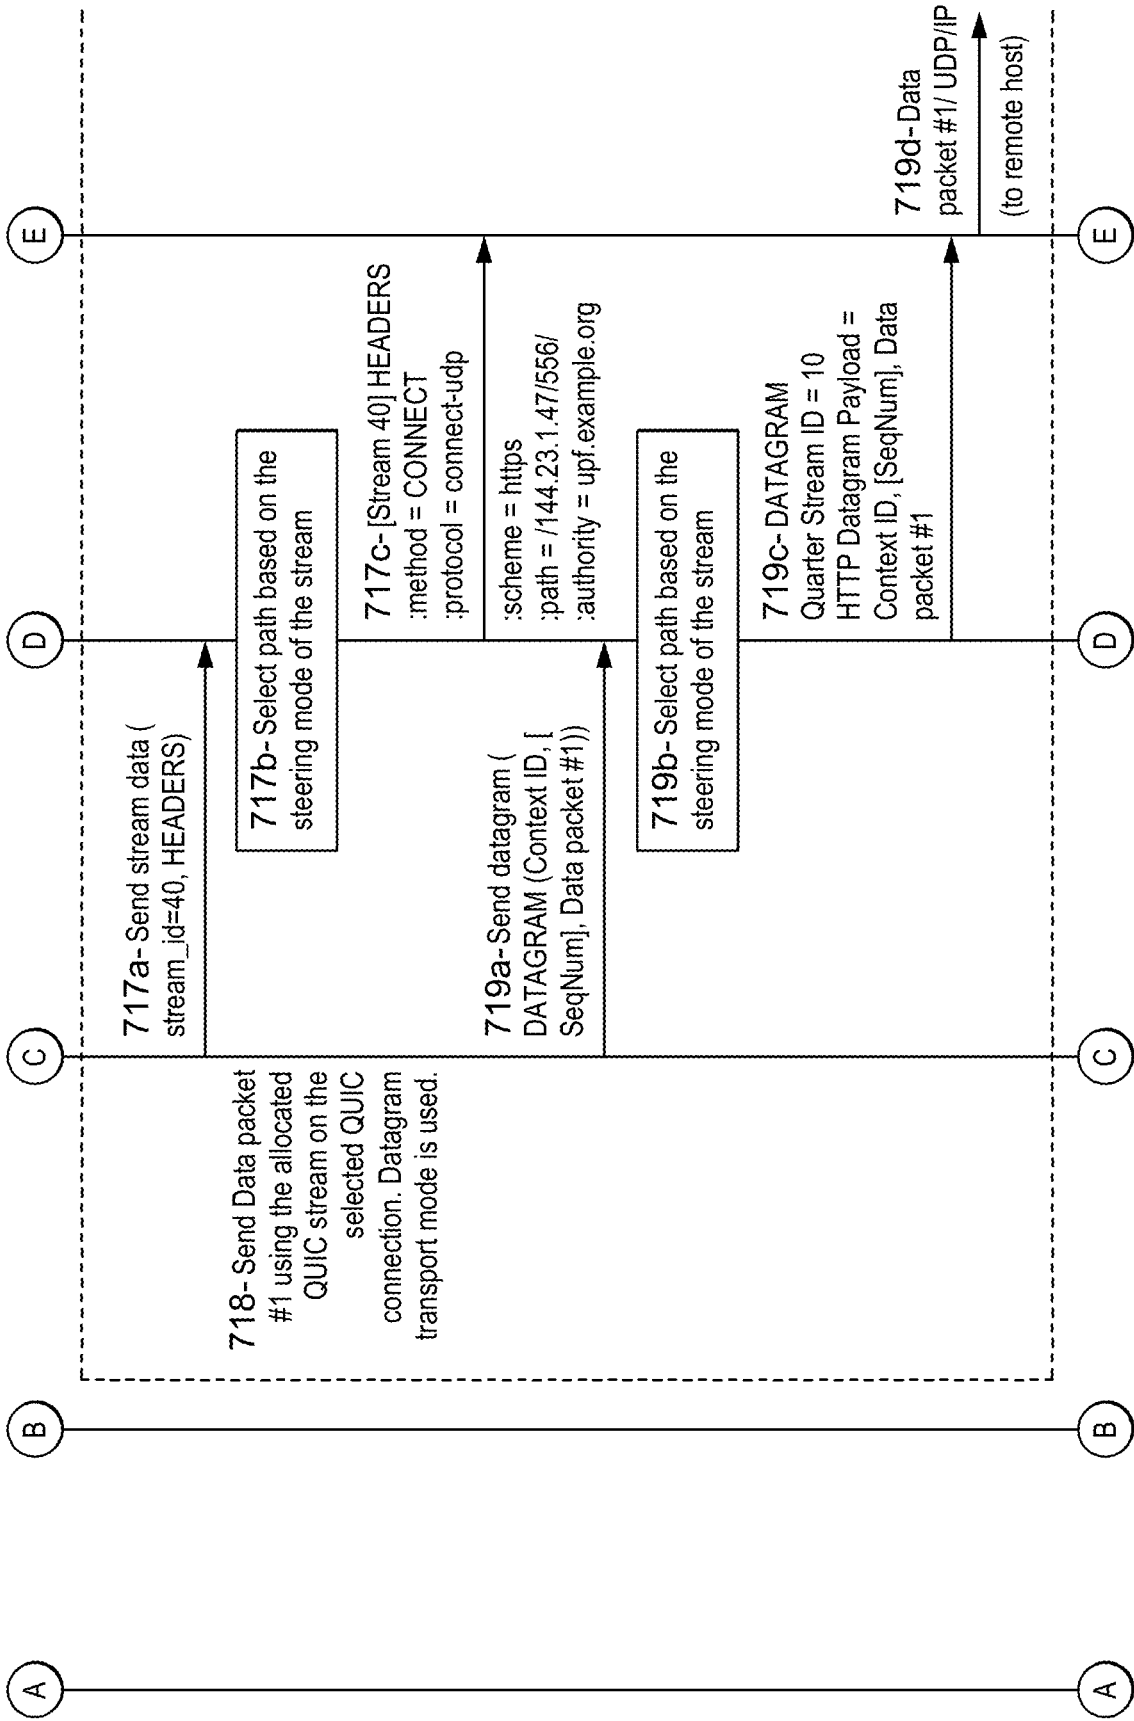 A
B
C
D
E
717a- Send stream data (
stream_id=40, HEADERS)
717b- Select path based on the
steering mode of the stream
718- Send Data packet
#1 using the allocated
QUIC stream on the
selected QUIC
connection. Datagram
transport mode is used.
717c- [Stream 40] HEADERS
:method = CONNECT
:protocol = connect-udp
:scheme = https
:path = /144.23.1.47/556/
:authority = upf.example.org
719a- Send datagram (
DATAGRAM (Context ID, [
SeqNum], Data packet #1))
719b- Select path based on the
steering mode of the stream
719c- DATAGRAM
Quarter Stream ID = 10
HTTP Datagram Payload =
Context ID, [SeqNum], Data
packet #1
719d- Data
packet #1/ UDP/IP
(to remote host)
A
B
C
D
E